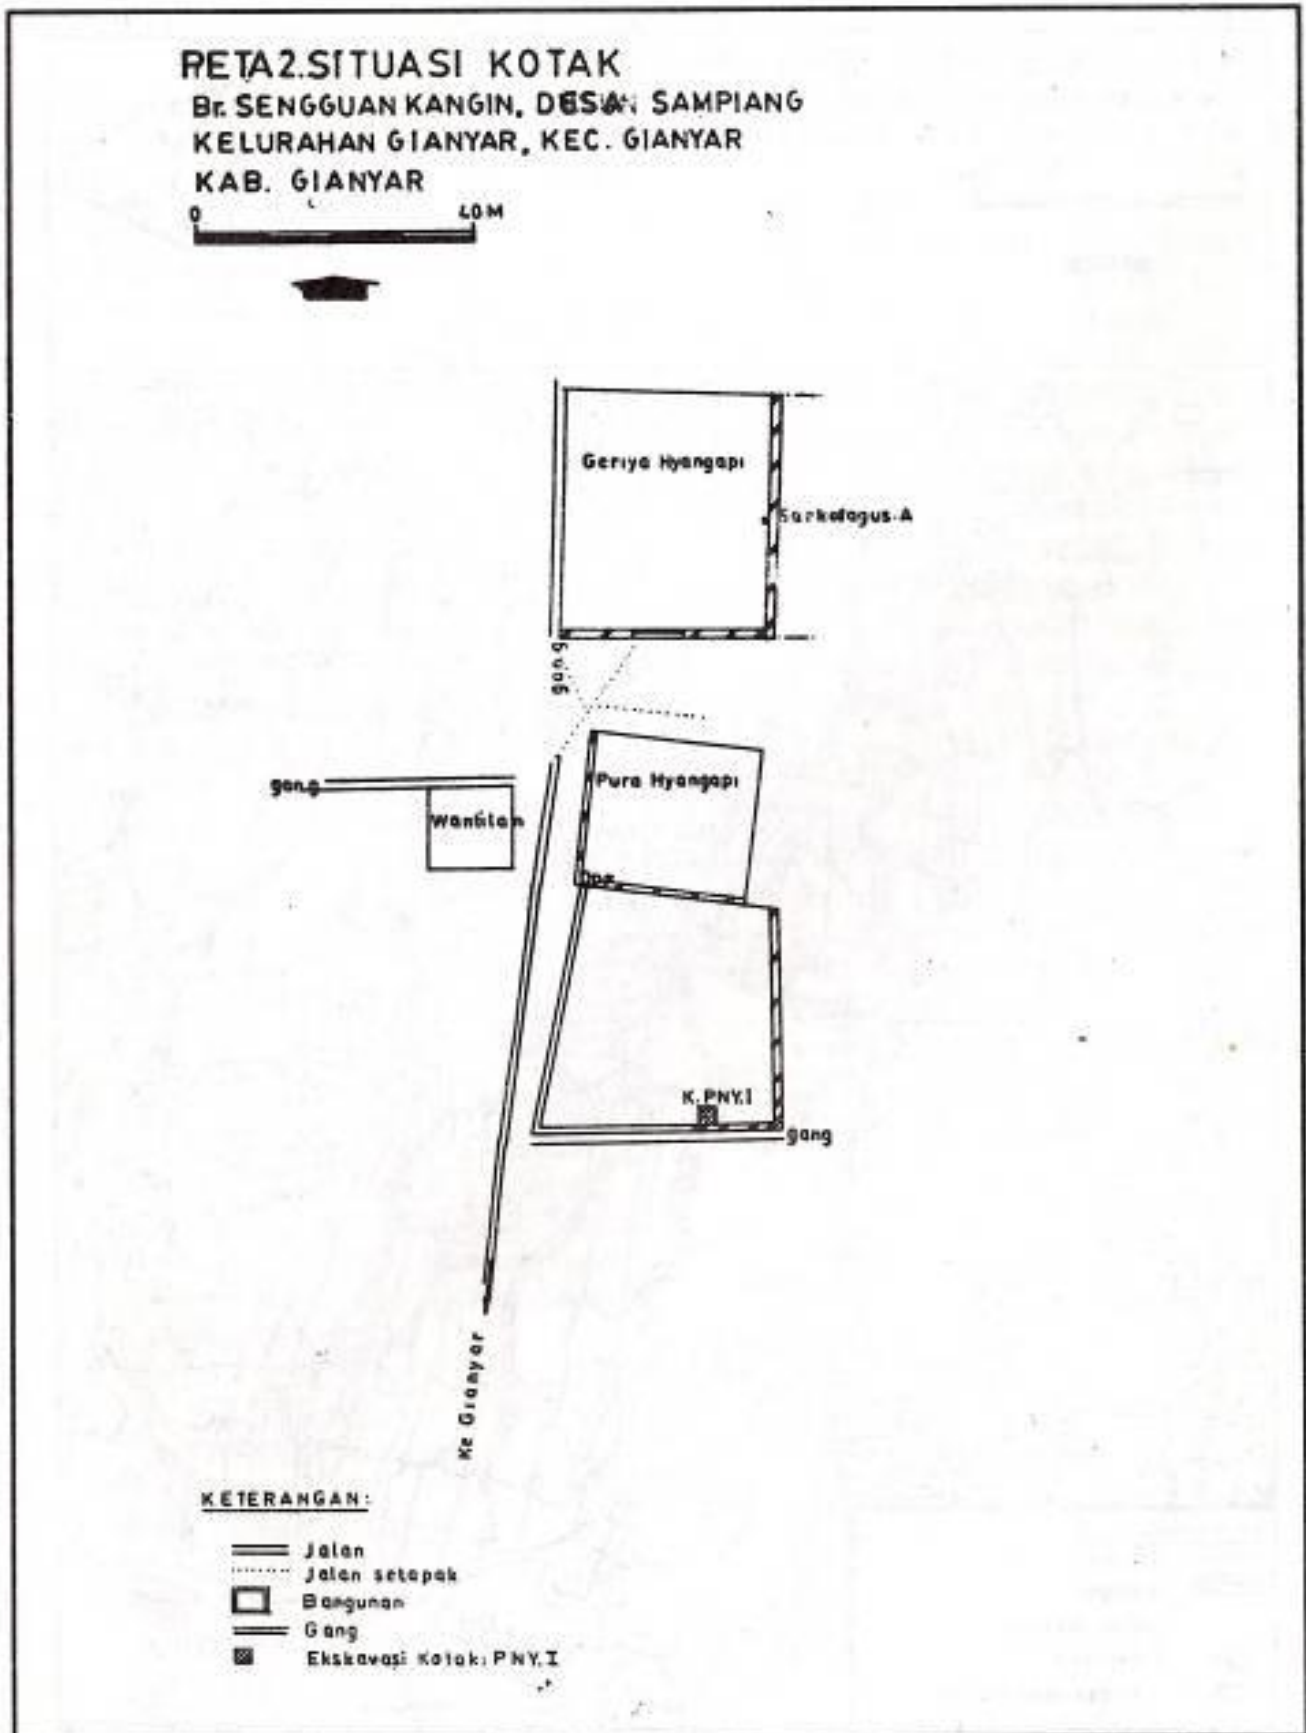 PETA 2. SITUASI KOTAK
Br. SENGGUAN KANGIN, DESA SAMPIANG
KELURAHAN GIANYAR, KEC. GIANYAR
KAB. GIANYAR
0 40 M
Geriya Hyangapi
Sarkofagus. A
gang
Pura Hyangapi
gang
Wantilan
K. PNY. I
gang
Ke Gianyar
KETERANGAN:
Jalan
Jalan setapak
Bangunan
Gang
Ekskavasi Kotak: PNY. I